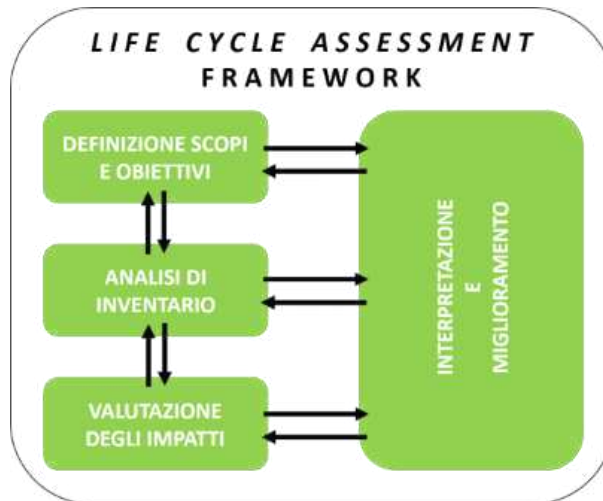 LIFE CYCLE ASSESSMENT
FRAMEWORK
DEFINIZIONE SCOPI
E OBIETTIVI
ANALISI DI
INVENTARIO
VALUTAZIONE
DEGLI IMPATTI
INTERPRETAZIONE
E
MIGLIORAMENTO